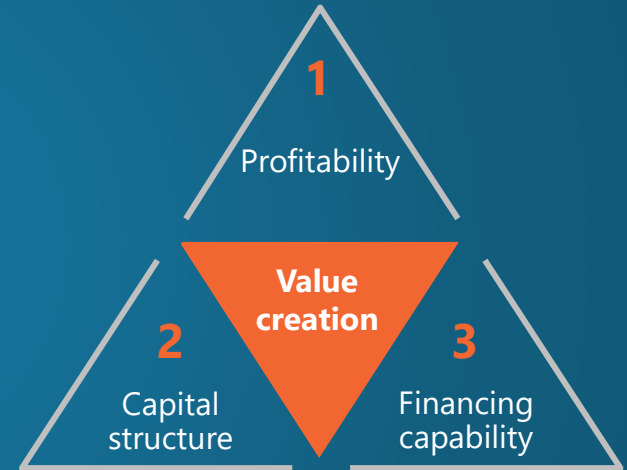 1
Profitability
Value
creation
2
Capital
structure
3
Financing
capability